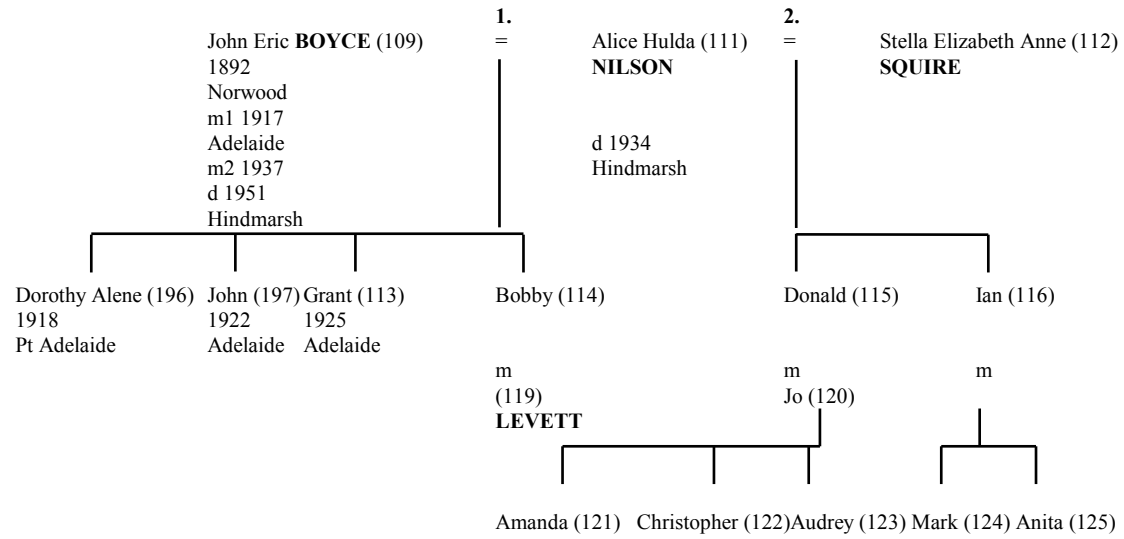 1. 2.
John Eric BOYCE (109) = Alice Hulda (111) = Stella Elizabeth Anne (112)
1892 NILSON SQUIRE
Norwood
m1 1917
Adelaide d 1934
m2 1937 Hindmarsh
d 1951
Hindmarsh
Dorothy Alene (196) John (197) Grant (113) Bobby (114) Donald (115) Ian (116)
1918 1922 1925
Pt Adelaide Adelaide Adelaide
m m m
(119) Jo (120)
LEVETT
Amanda (121) Christopher (122) Audrey (123) Mark (124) Anita (125)